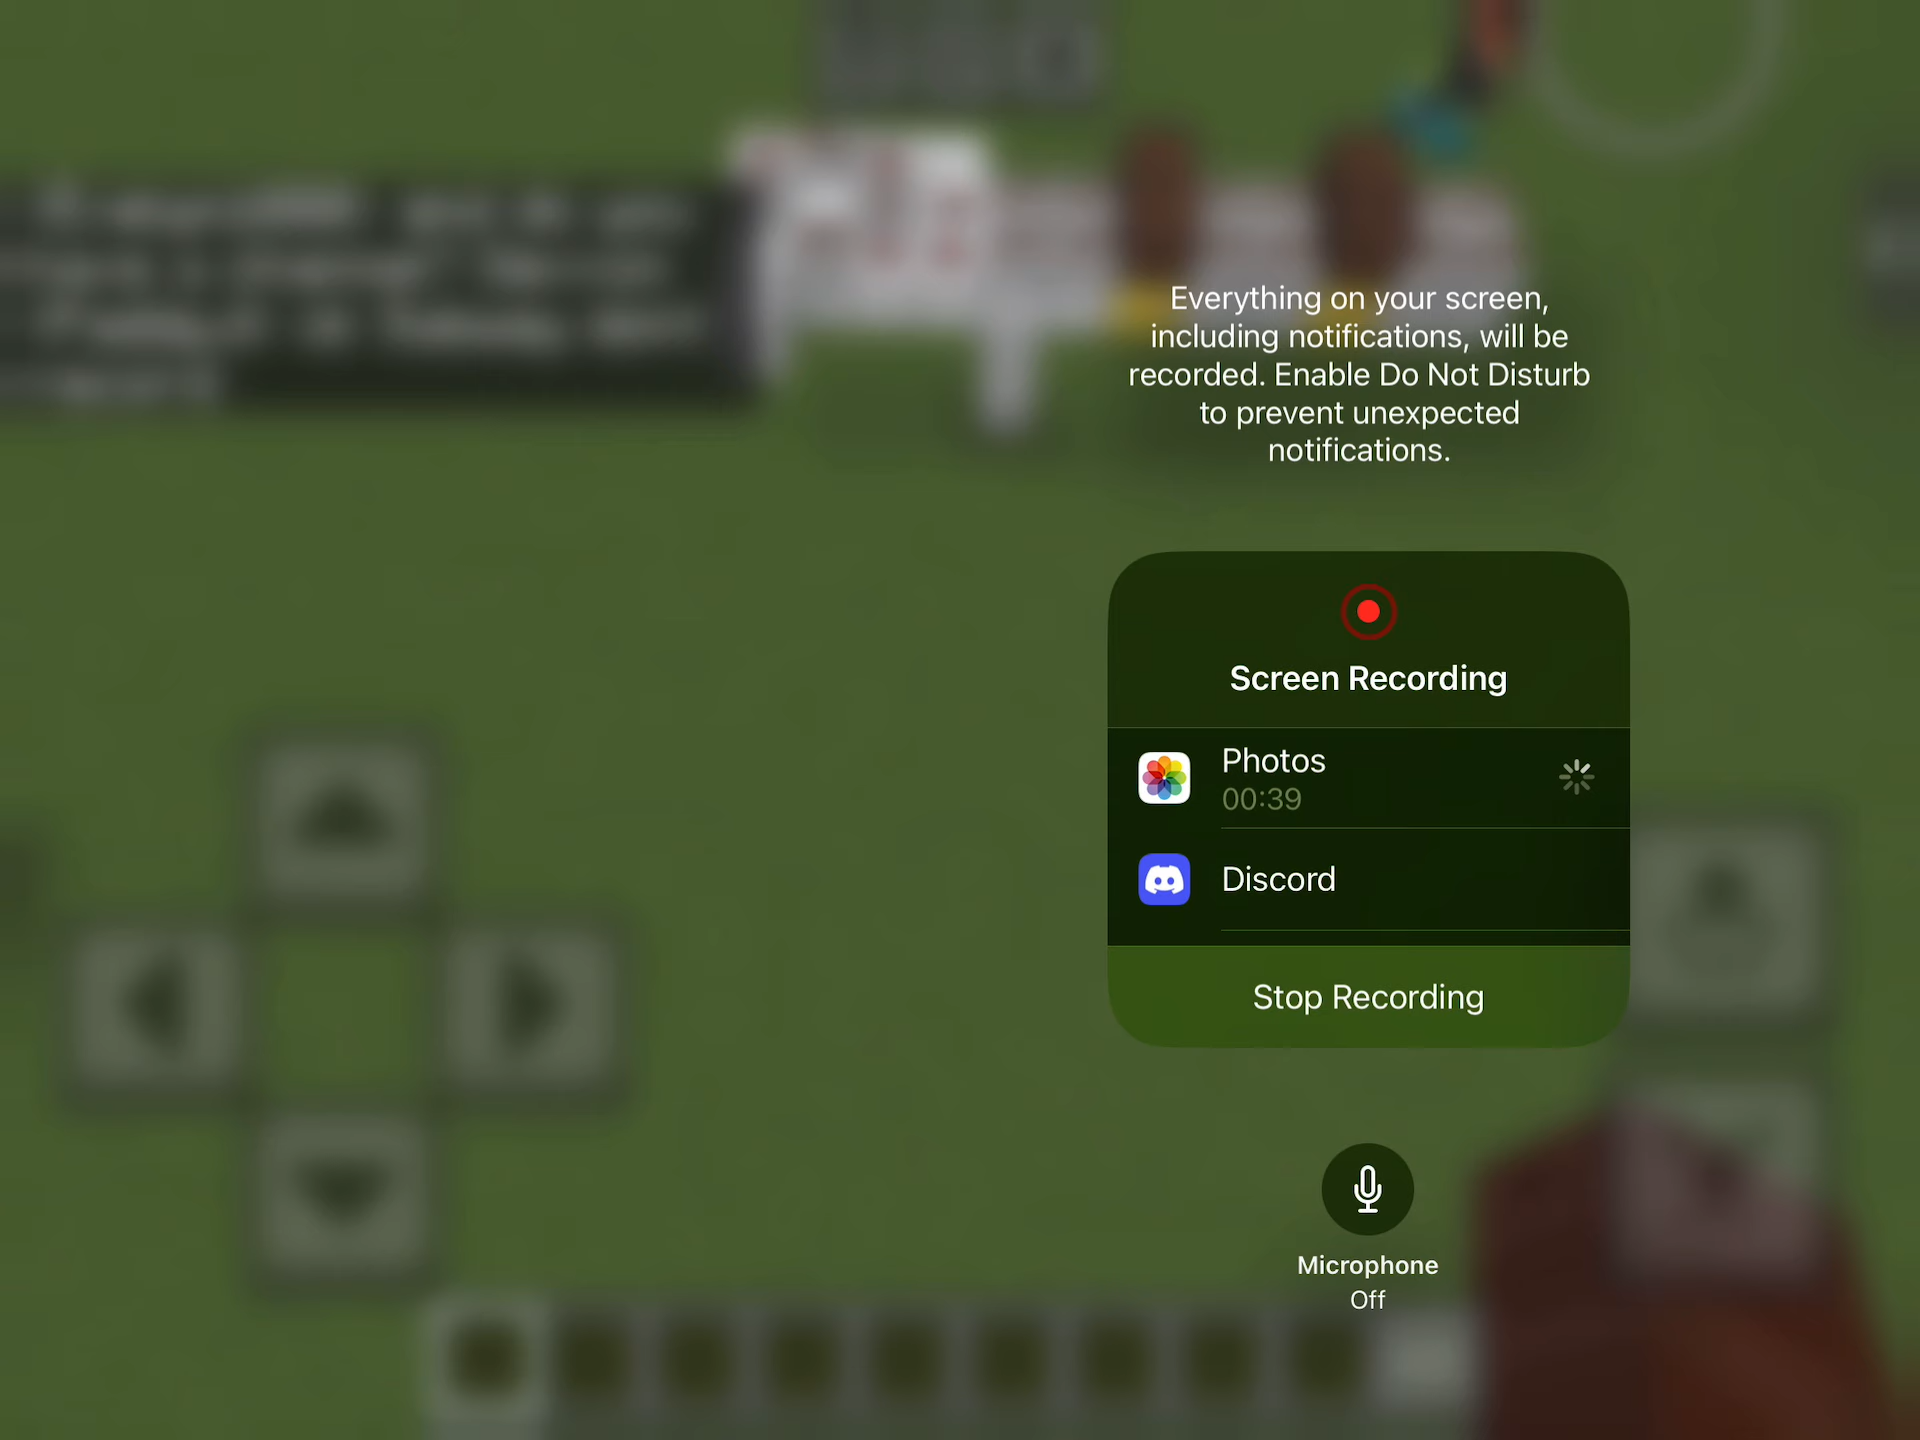 Everything on your screen,
including notifications, will be
recorded. Enable Do Not Disturb
to prevent unexpected
notifications.
Screen Recording
Photos
00:39
Discord
Stop Recording
Microphone
Off